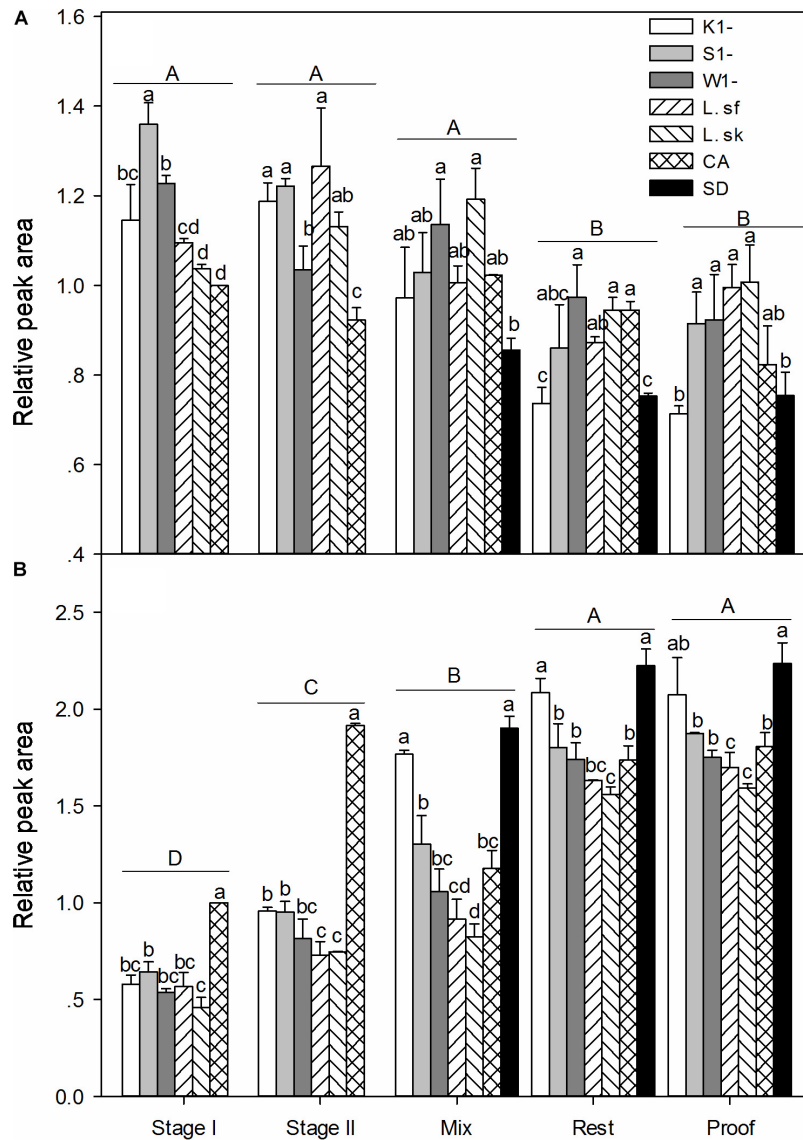 A
1.6
1.4
1.2
1.0
.8
.6
.4
Relative peak area
K1-
S1-
W1-
L. sf
L. sk
CA
SD
A
bc
a
b
cd
d
d
A
a
a
b
a
ab
c
A
ab
ab
a
ab
a
ab
b
B
c
abc
a
ab
a
a
c
B
b
a
a
a
a
ab
b
B
2.5
2.0
1.5
1.0
.5
0.0
Relative peak area
D
bc
b
bc
bc
c
a
C
b
b
bc
c
c
a
B
a
b
bc
cd
d
bc
a
A
a
b
b
bc
c
b
a
A
ab
b
b
c
c
b
a
Stage I
Stage II
Mix
Rest
Proof